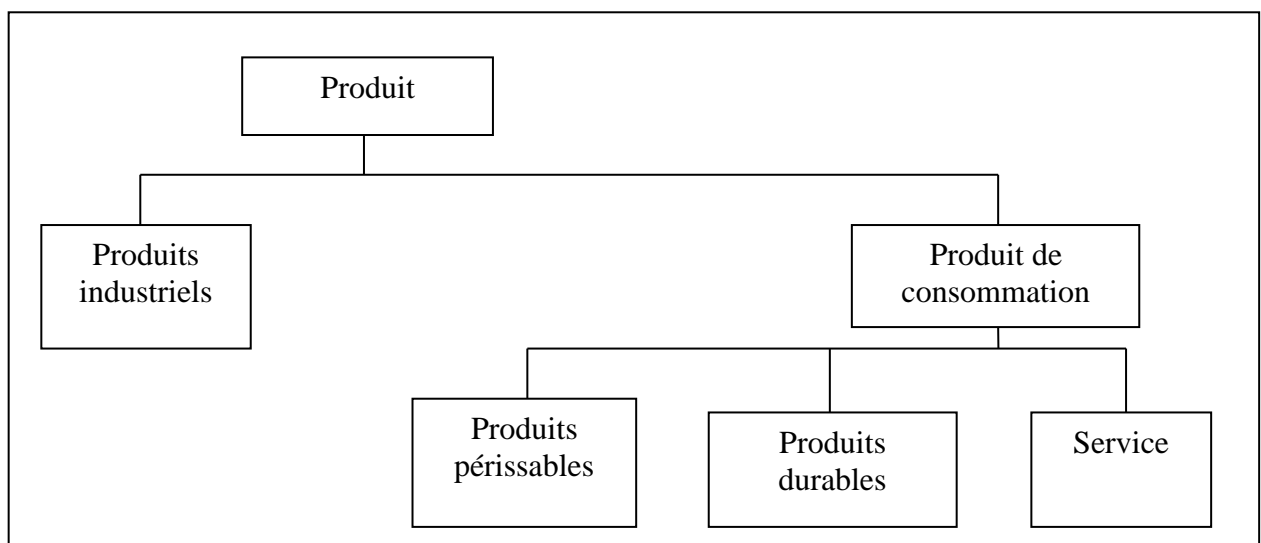 Produit
Produits
industriels
Produit de
consommation
Produits
périssables
Produits
durables
Service